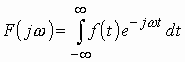 F(jω) = ∫_{-∞}^{∞} f(t)e^{-jωt} dt